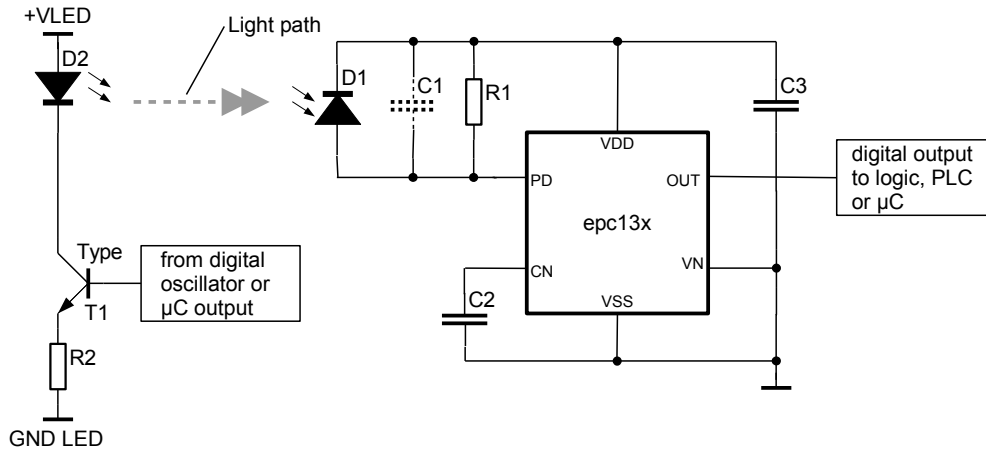 +VLED
Light path
D2
D1
C1
R1
C3
VDD
PD
OUT
digital output
to logic, PLC
or µC
epc13x
Type
T1
from digital
oscillator or
µC output
CN
VN
C2
VSS
R2
GND LED